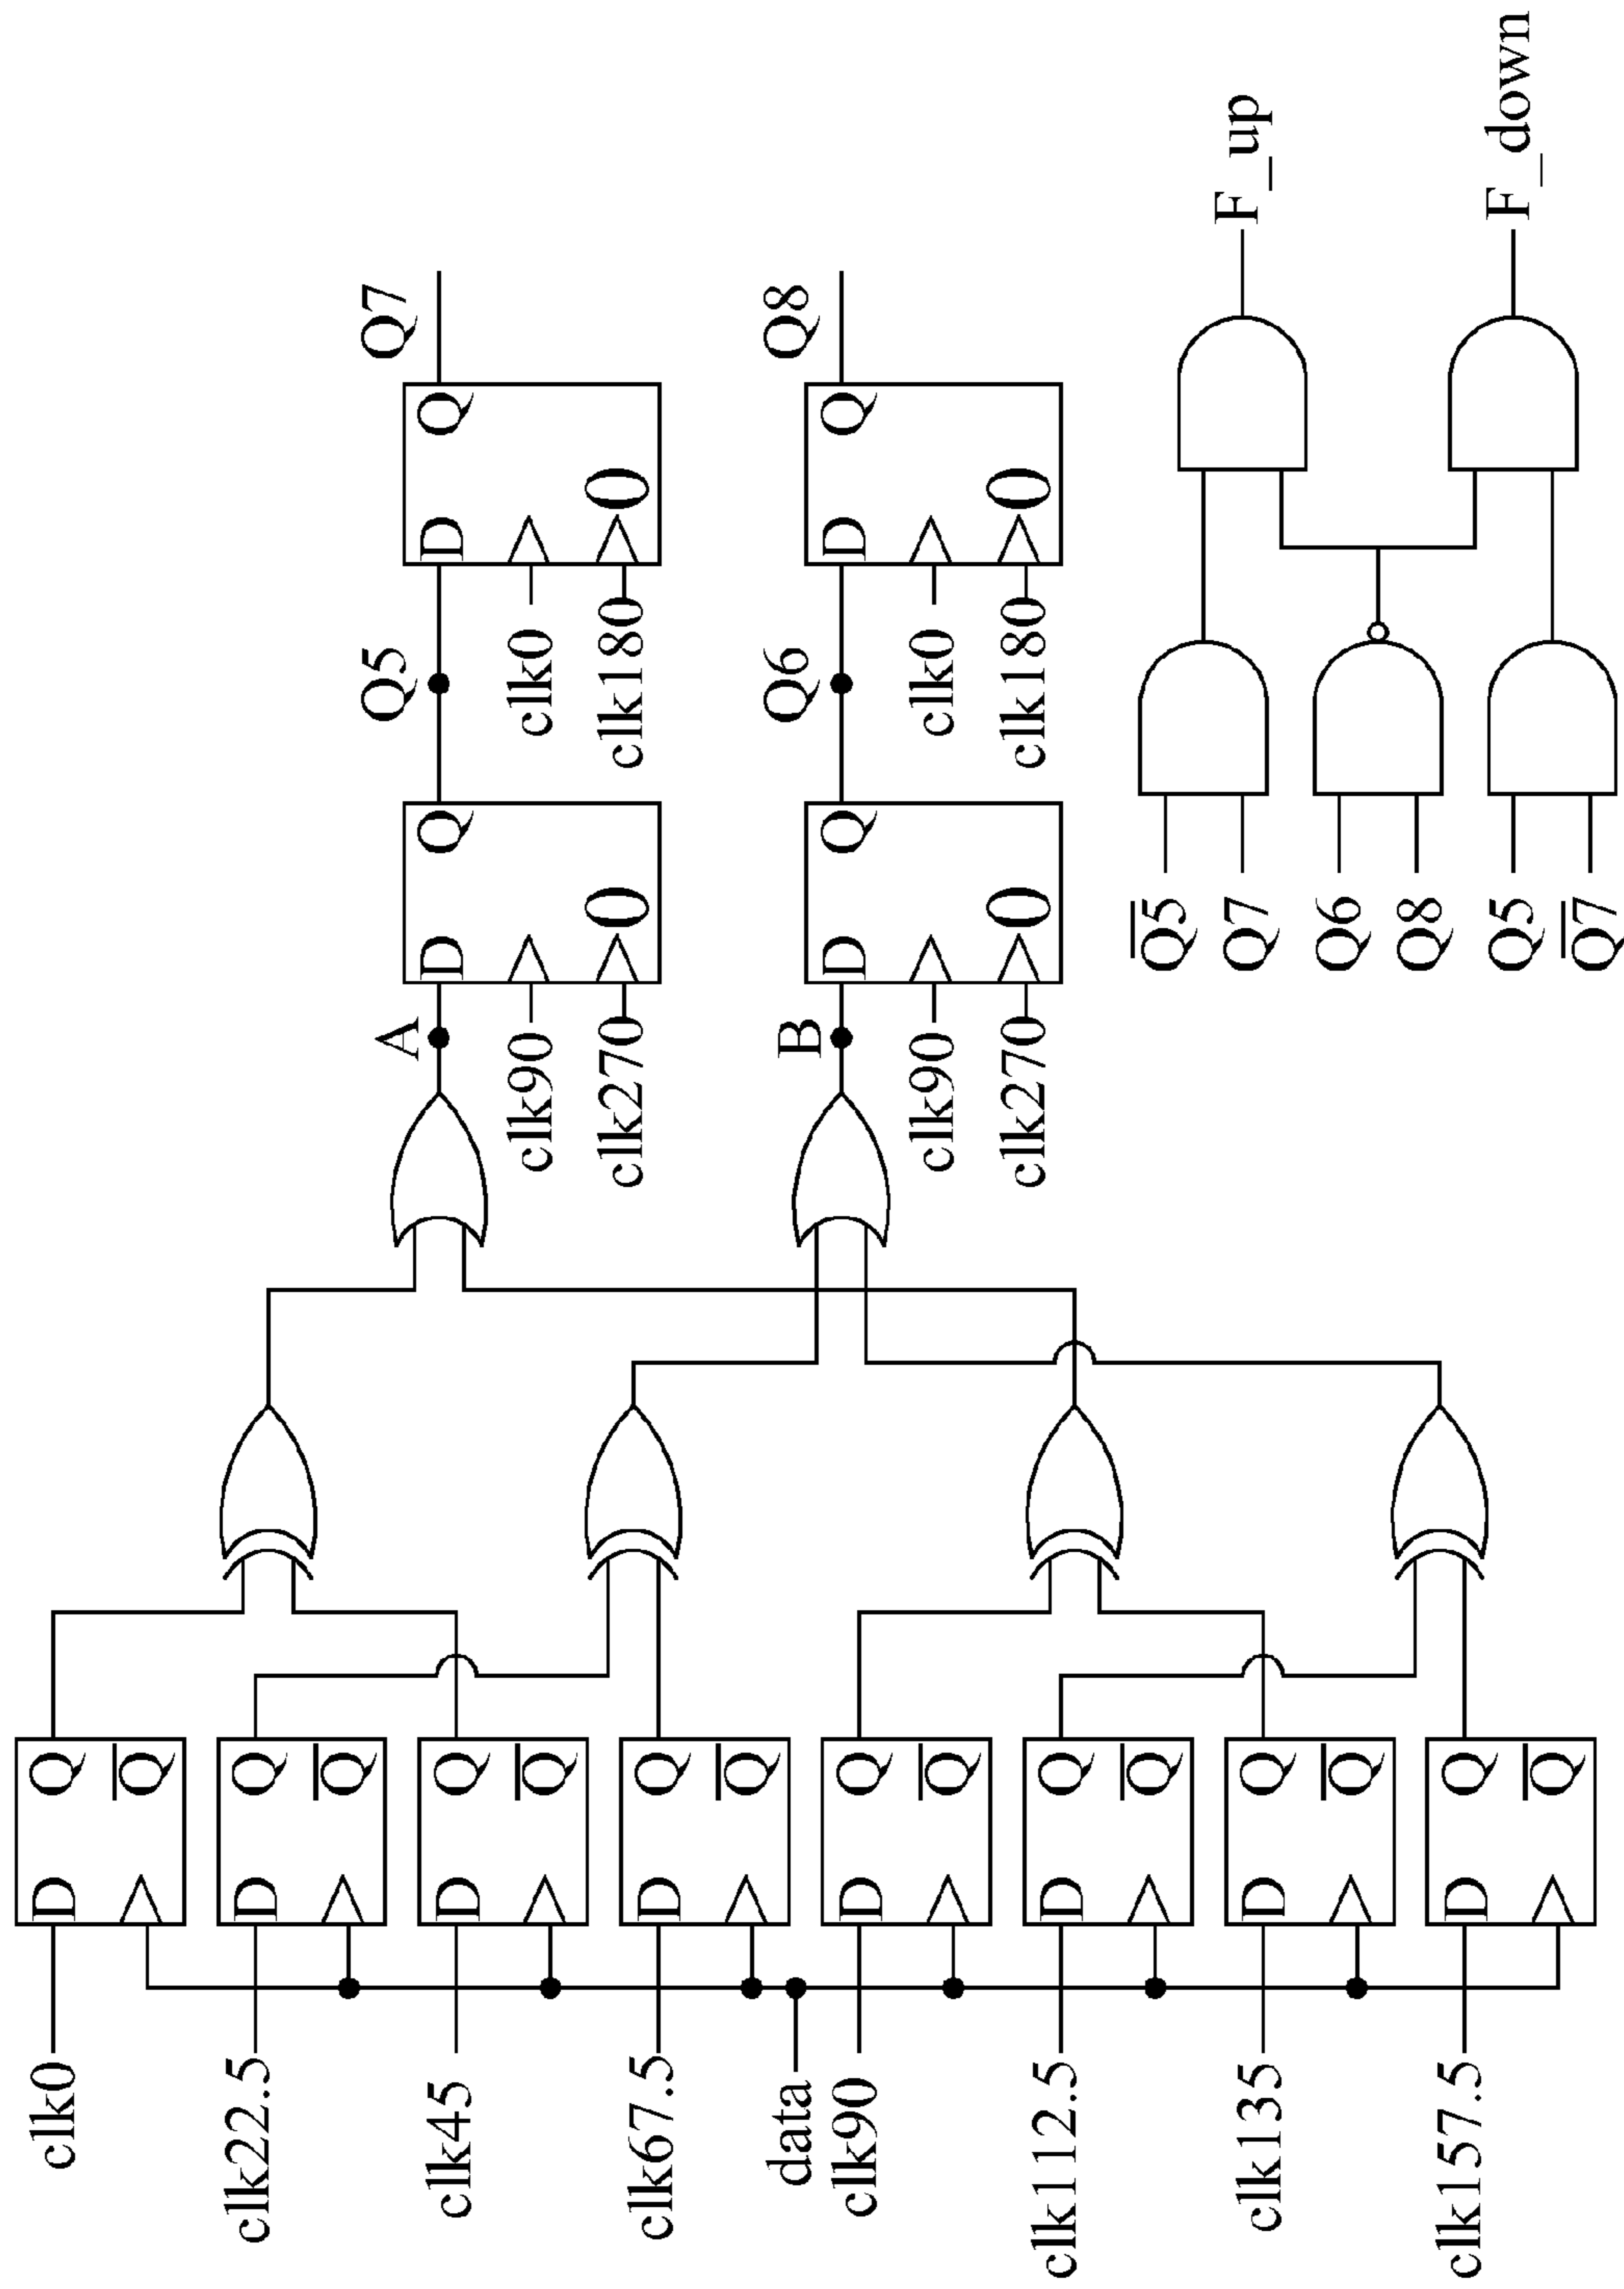 clk0
D Q
Q̅
clk22.5
D Q
Q̅
clk45
D Q
Q̅
clk67.5
D Q
Q̅
data
clk90
D Q
Q̅
clk112.5
D Q
Q̅
clk135
D Q
Q̅
clk157.5
D Q
Q̅
A
D Q
clk90
clk270
0
Q5
D Q
clk0
clk180
0
Q7
B
D Q
clk90
clk270
0
Q6
D Q
clk0
clk180
0
Q8
Q̅5̅
Q7
Q6
Q8
Q5
Q̅7̅
F_up
F_down